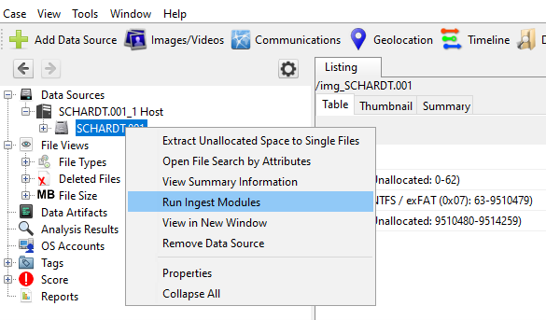 Case View Tools Window Help
Add Data Source Images/Videos Communications Geolocation Timeline
Listing
/img_SCHARDT.001
Table Thumbnail Summary
Data Sources
SCHARDT.001_1 Host
SCHARDT.001
File Views
File Types
Deleted Files
MB File Size
Data Artifacts
Analysis Results
OS Accounts
Tags
Score
Reports
Extract Unallocated Space to Single Files
Open File Search by Attributes
View Summary Information
Run Ingest Modules
View in New Window
Remove Data Source
Properties
Collapse All
Unallocated: 0-62)
NTFS / exFAT (0x07): 63-9510479)
Unallocated: 9510480-9514259)